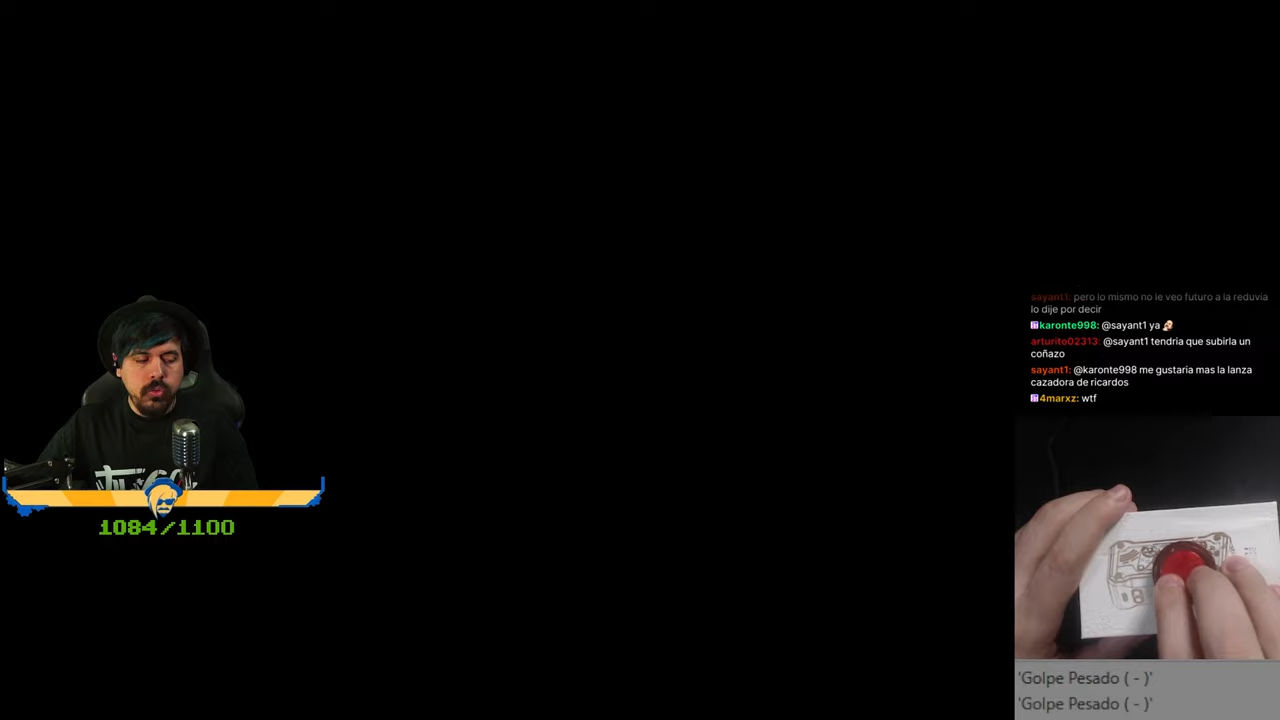 sayant1: pero lo mismo no le veo futuro a la reduvia
lo dije por decir
karonte998: @sayant1 ya
arturito02313: @sayant1 tendria que subirla un
coñazo
sayant1: @karonte998 me gustaria mas la lanza
cazadora de ricardos
4marxz: wtf
1084/1100
'Golpe Pesado ( - )'
'Golpe Pesado ( - )'